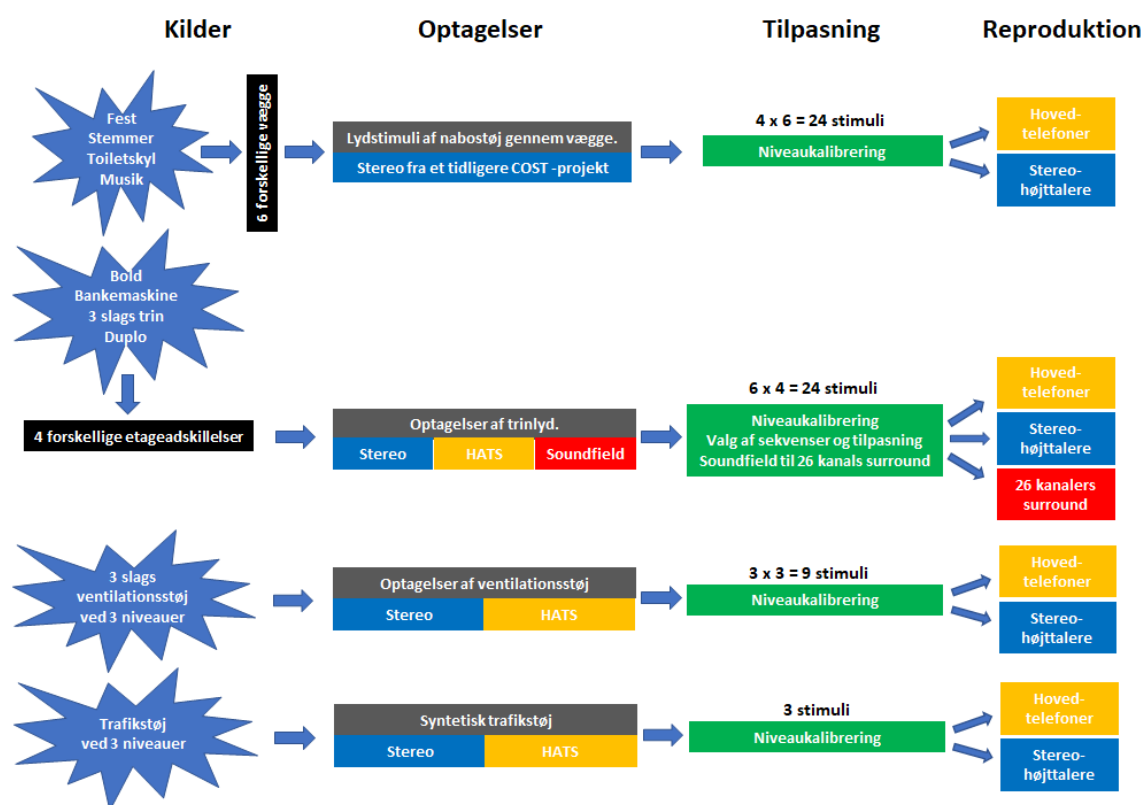 Kilder
Optagelser
Tilpasning
Reproduktion
Fest
Stemmer
Toiletskyl
Musik
6 forskellige vægge
Lydstimuli af nabostøj gennem vægge.
Stereo fra et tidligere COST -projekt
4 x 6 = 24 stimuli
Niveaukalibrering
Hoved-
telefoner
Stereo-
højttalere
Bold
Bankemaskine
3 slags trin
Duplo
4 forskellige etageadskillelser
Optagelser af trinlyd.
Stereo
HATS
Soundfield
6 x 4 = 24 stimuli
Niveaukalibrering
Valg af sekvenser og tilpasning
Soundfield til 26 kanals surround
Hoved-
telefoner
Stereo-
højttalere
26 kanalers
surround
3 slags
ventilationsstøj
ved 3 niveauer
Optagelser af ventilationsstøj
Stereo
HATS
3 x 3 = 9 stimuli
Niveaukalibrering
Hoved-
telefoner
Stereo-
højttalere
Trafikstøj
ved 3 niveauer
Syntetisk trafikstøj
Stereo
HATS
3 stimuli
Niveaukalibrering
Hoved-
telefoner
Stereo-
højttalere